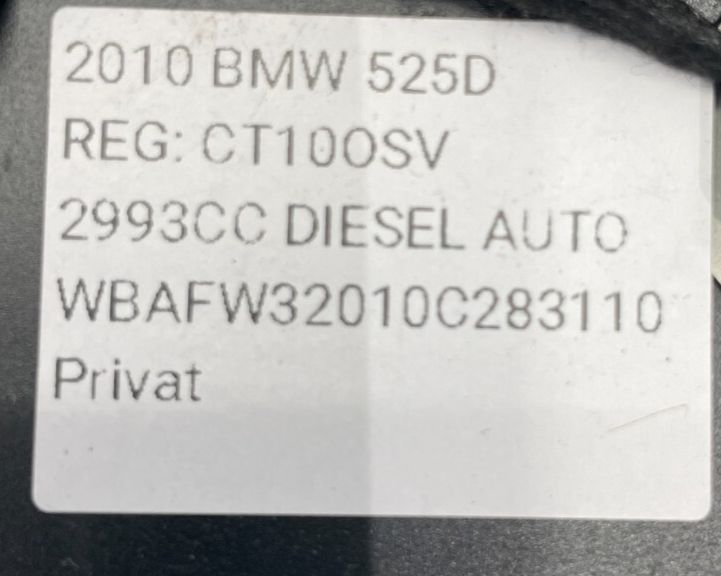 2010 BMW 525D
REG: CT10OSV
2993CC DIESEL AUTO
WBAFW32010C283110
Privat